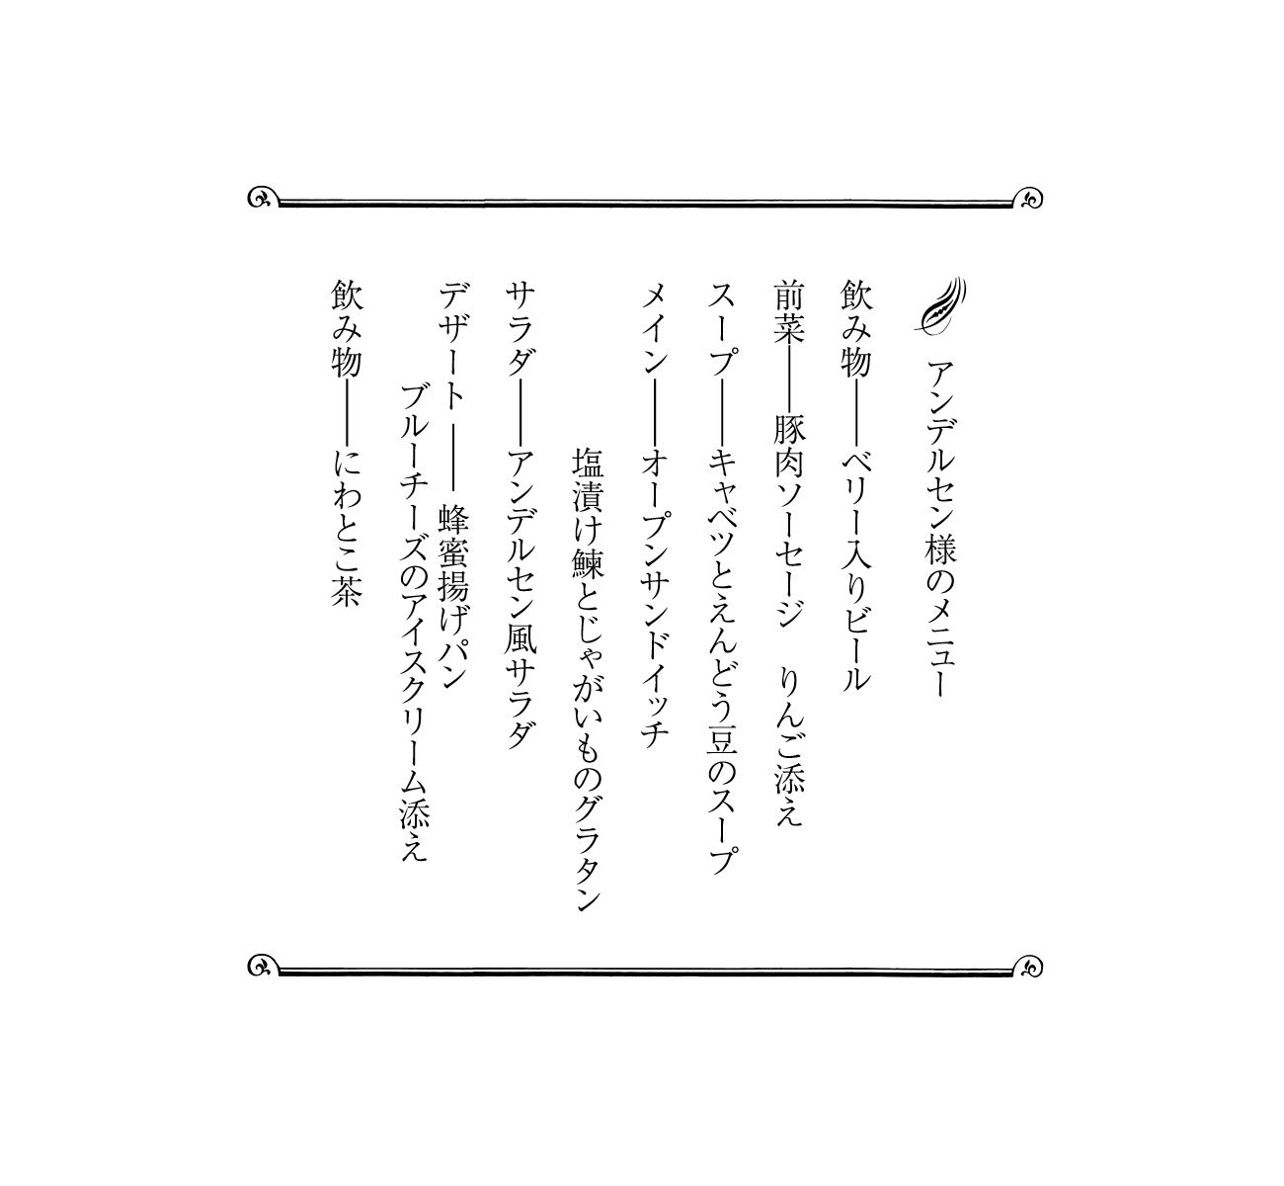 アンデルセン様のメニュー
飲み物――ベリー入りビール
前菜――豚肉ソーセージ　りんご添え
スープ――キャベツとえんどう豆のスープ
メイン――オープンサンドイッチ
塩漬け鰊とじゃがいものグラタン
サラダ――アンデルセン風サラダ
デザート――蜂蜜揚げパン
ブルーチーズのアイスクリーム添え
飲み物――にわとこ茶